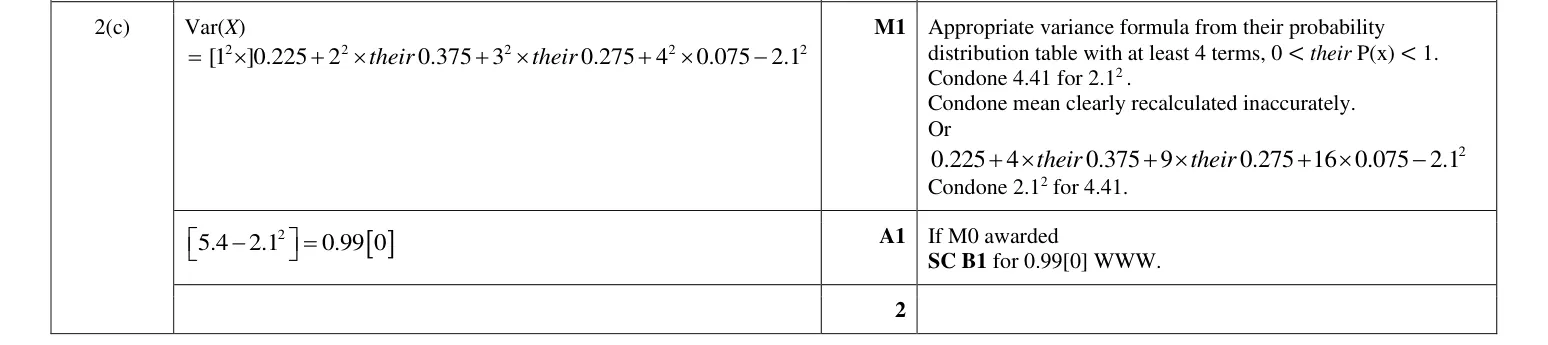 2(c)
Var(X)
= [1²×]0.225 + 2² × their 0.375 + 3² × their 0.275 + 4² × 0.075 − 2.1²
M1
Appropriate variance formula from their probability
distribution table with at least 4 terms, 0 < their P(x) < 1.
Condone 4.41 for 2.1² .
Condone mean clearly recalculated inaccurately.
Or
0.225 + 4 × their 0.375 + 9 × their 0.275 + 16 × 0.075 − 2.1²
Condone 2.1² for 4.41.
[5.4 − 2.1²] = 0.99[0]
A1
If M0 awarded
SC B1 for 0.99[0] WWW.
2